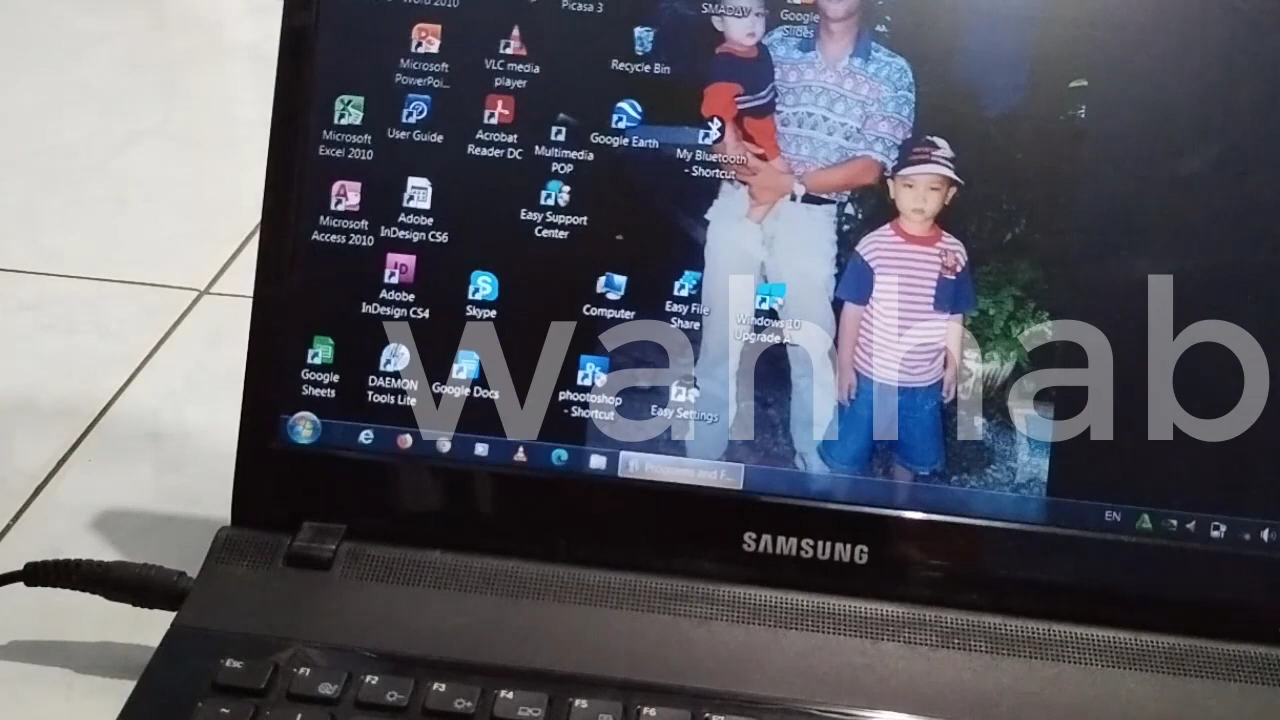 Word 2010
Picasa 3
SMADAV
Google
Slides
Microsoft
PowerPoi...
VLC media
player
Recycle Bin
Microsoft
Excel 2010
User Guide
Acrobat
Reader DC
Multimedia
POP
Google Earth
My Bluetooth
- Shortcut
Microsoft
Access 2010
Adobe
InDesign CS6
Easy Support
Center
Adobe
InDesign CS4
Skype
Computer
Easy File
Share
Windows 10
Upgrade A
Google
Sheets
DAEMON
Tools Lite
Google Docs
phootoshop
- Shortcut
Easy Settings
wahhab
Programs and F...
EN
SAMSUNG
Esc
F1
F2
F3
F4
F5
F6